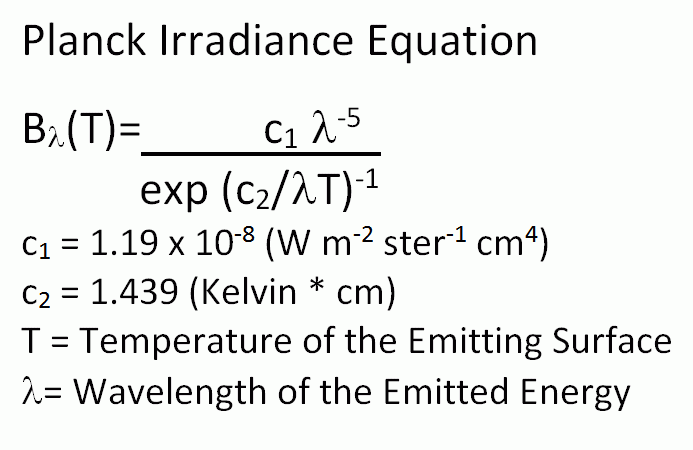 Planck Irradiance Equation
B_λ(T)= c₁ λ⁻⁵
exp (c₂/λT)⁻¹
c₁ = 1.19 x 10⁻⁸ (W m⁻² ster⁻¹ cm⁴)
c₂ = 1.439 (Kelvin * cm)
T = Temperature of the Emitting Surface
λ= Wavelength of the Emitted Energy